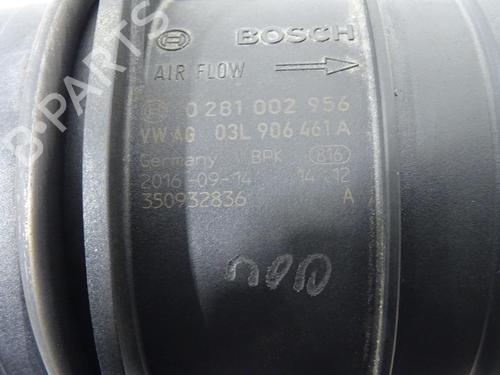 BOSCH
AIR FLOW
0 281 002 956
VW AG 03L 906 461 A
Germany BPK 816
2016-09-14 14:12
350932836 A
B-PARTS